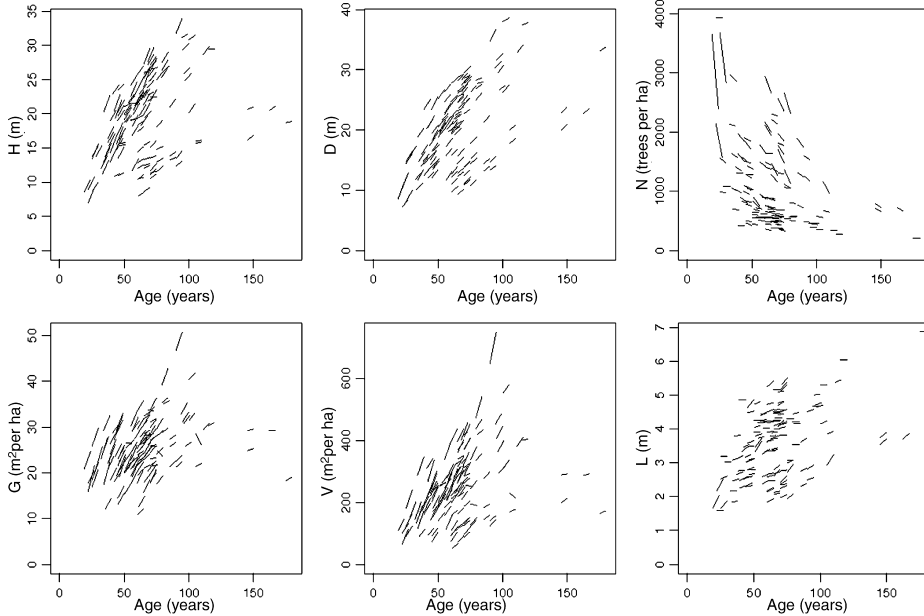 H (m)
0 5 10 15 20 25 30 35
0 50 100 150
Age (years)
D (m)
0 10 20 30 40
0 50 100 150
Age (years)
N (trees per ha)
0 1000 2000 3000 4000
0 50 100 150
Age (years)
G (m²per ha)
0 10 20 30 40 50
0 50 100 150
Age (years)
V (m²per ha)
0 200 400 600
0 50 100 150
Age (years)
L (m)
0 1 2 3 4 5 6 7
0 50 100 150
Age (years)